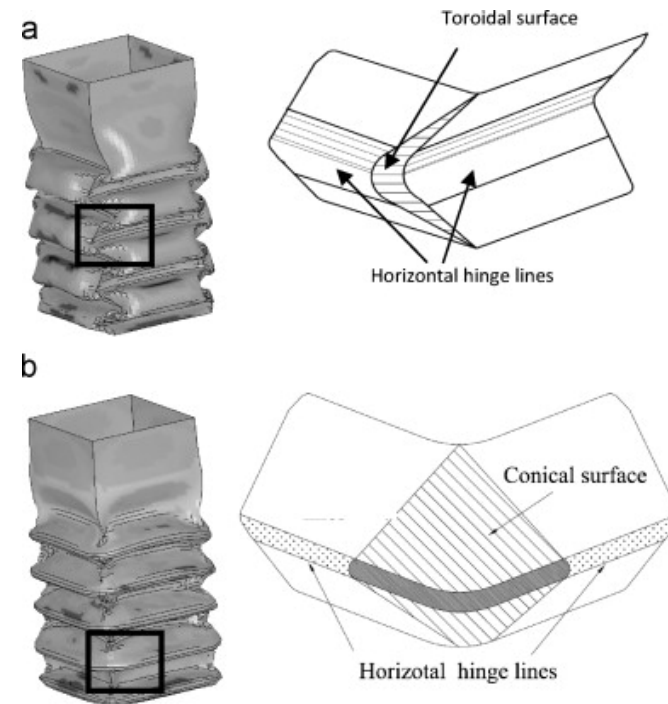 a
Toroidal surface
Horizontal hinge lines
b
Conical surface
Horizotal hinge lines